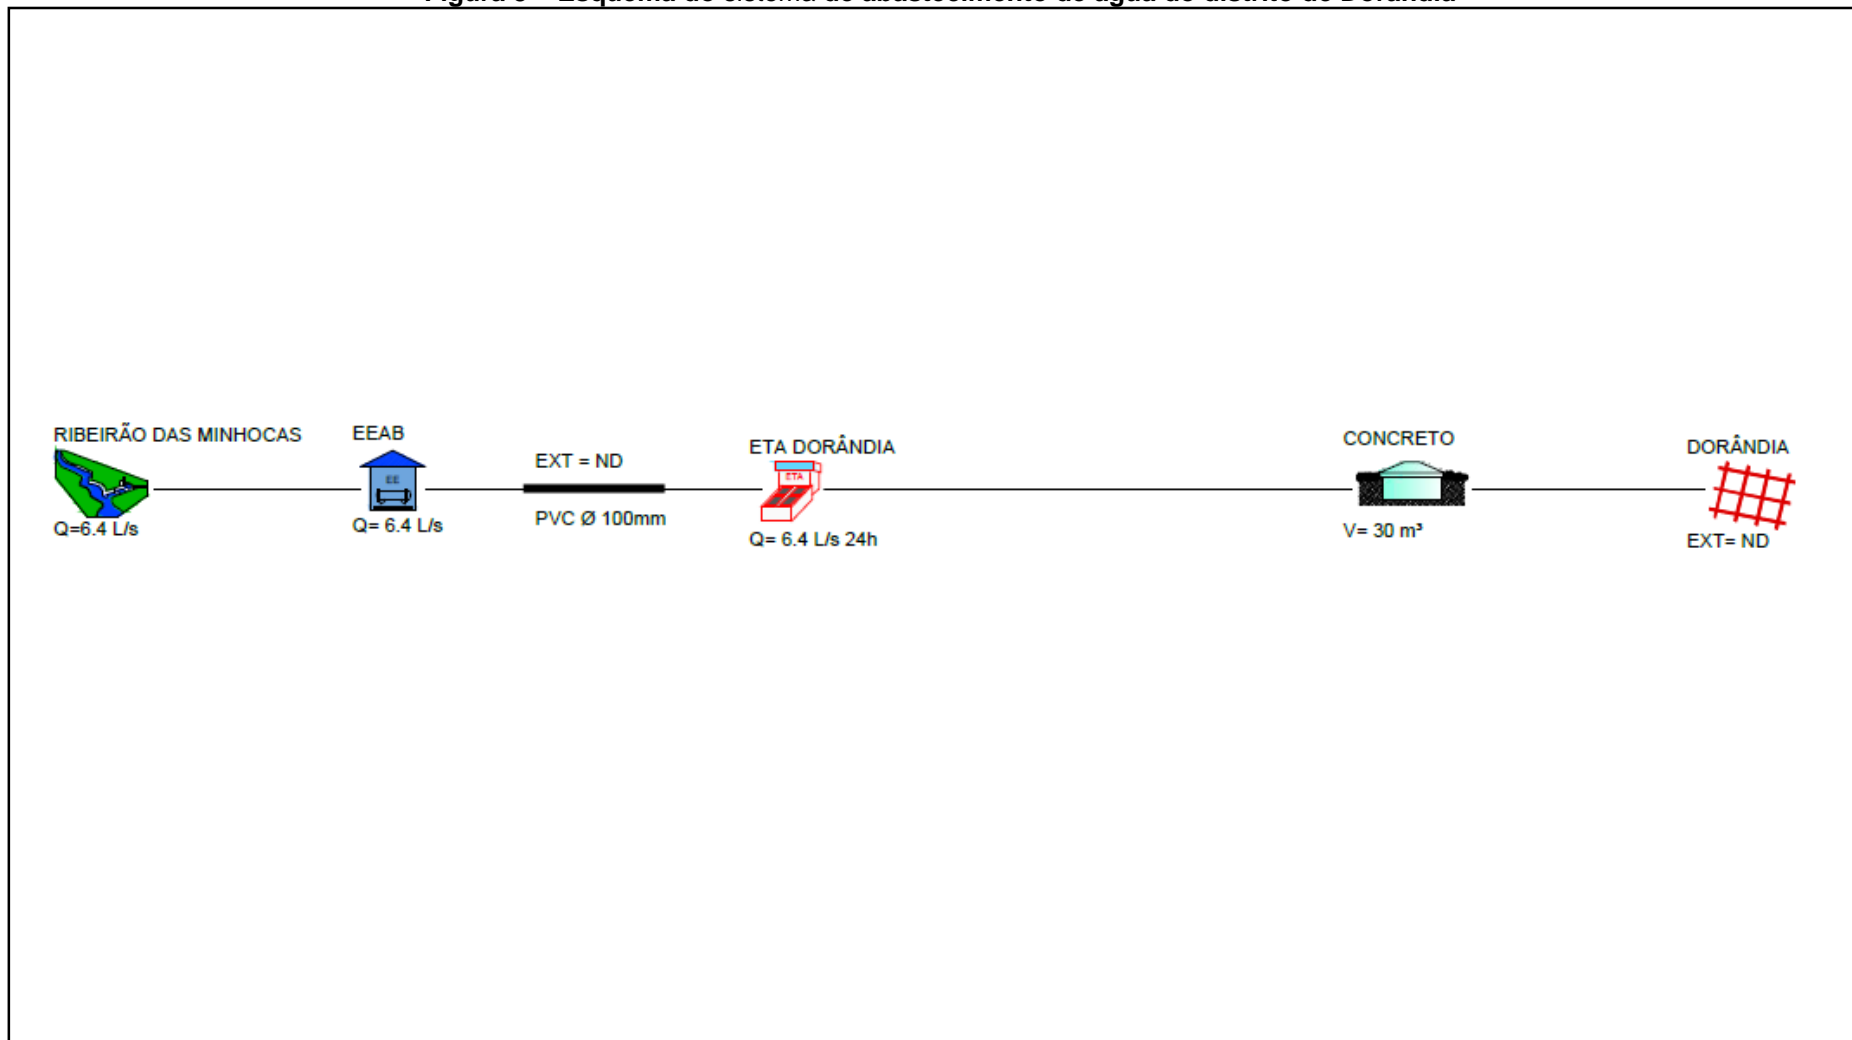 RIBEIRÃO DAS MINHOCAS
Q=6.4 L/s
EEAB
EE
Q= 6.4 L/s
EXT = ND
PVC Ø 100mm
ETA DORÂNDIA
ETA
Q= 6.4 L/s 24h
CONCRETO
V= 30 m³
DORÂNDIA
EXT= ND